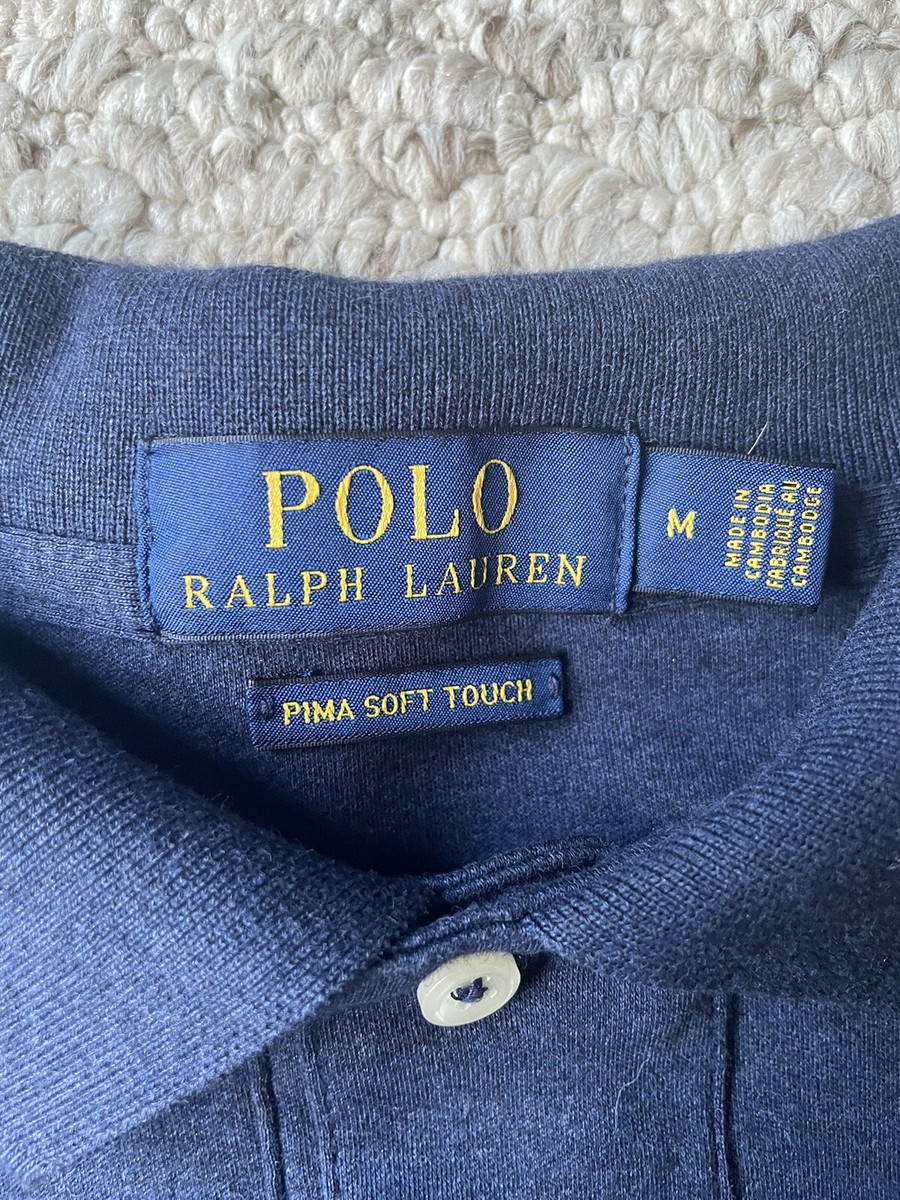 POLO
RALPH LAUREN
M
MADE IN
CAMBODIA
FABRIQUÉ AU
CAMBODGE
PIMA SOFT TOUCH